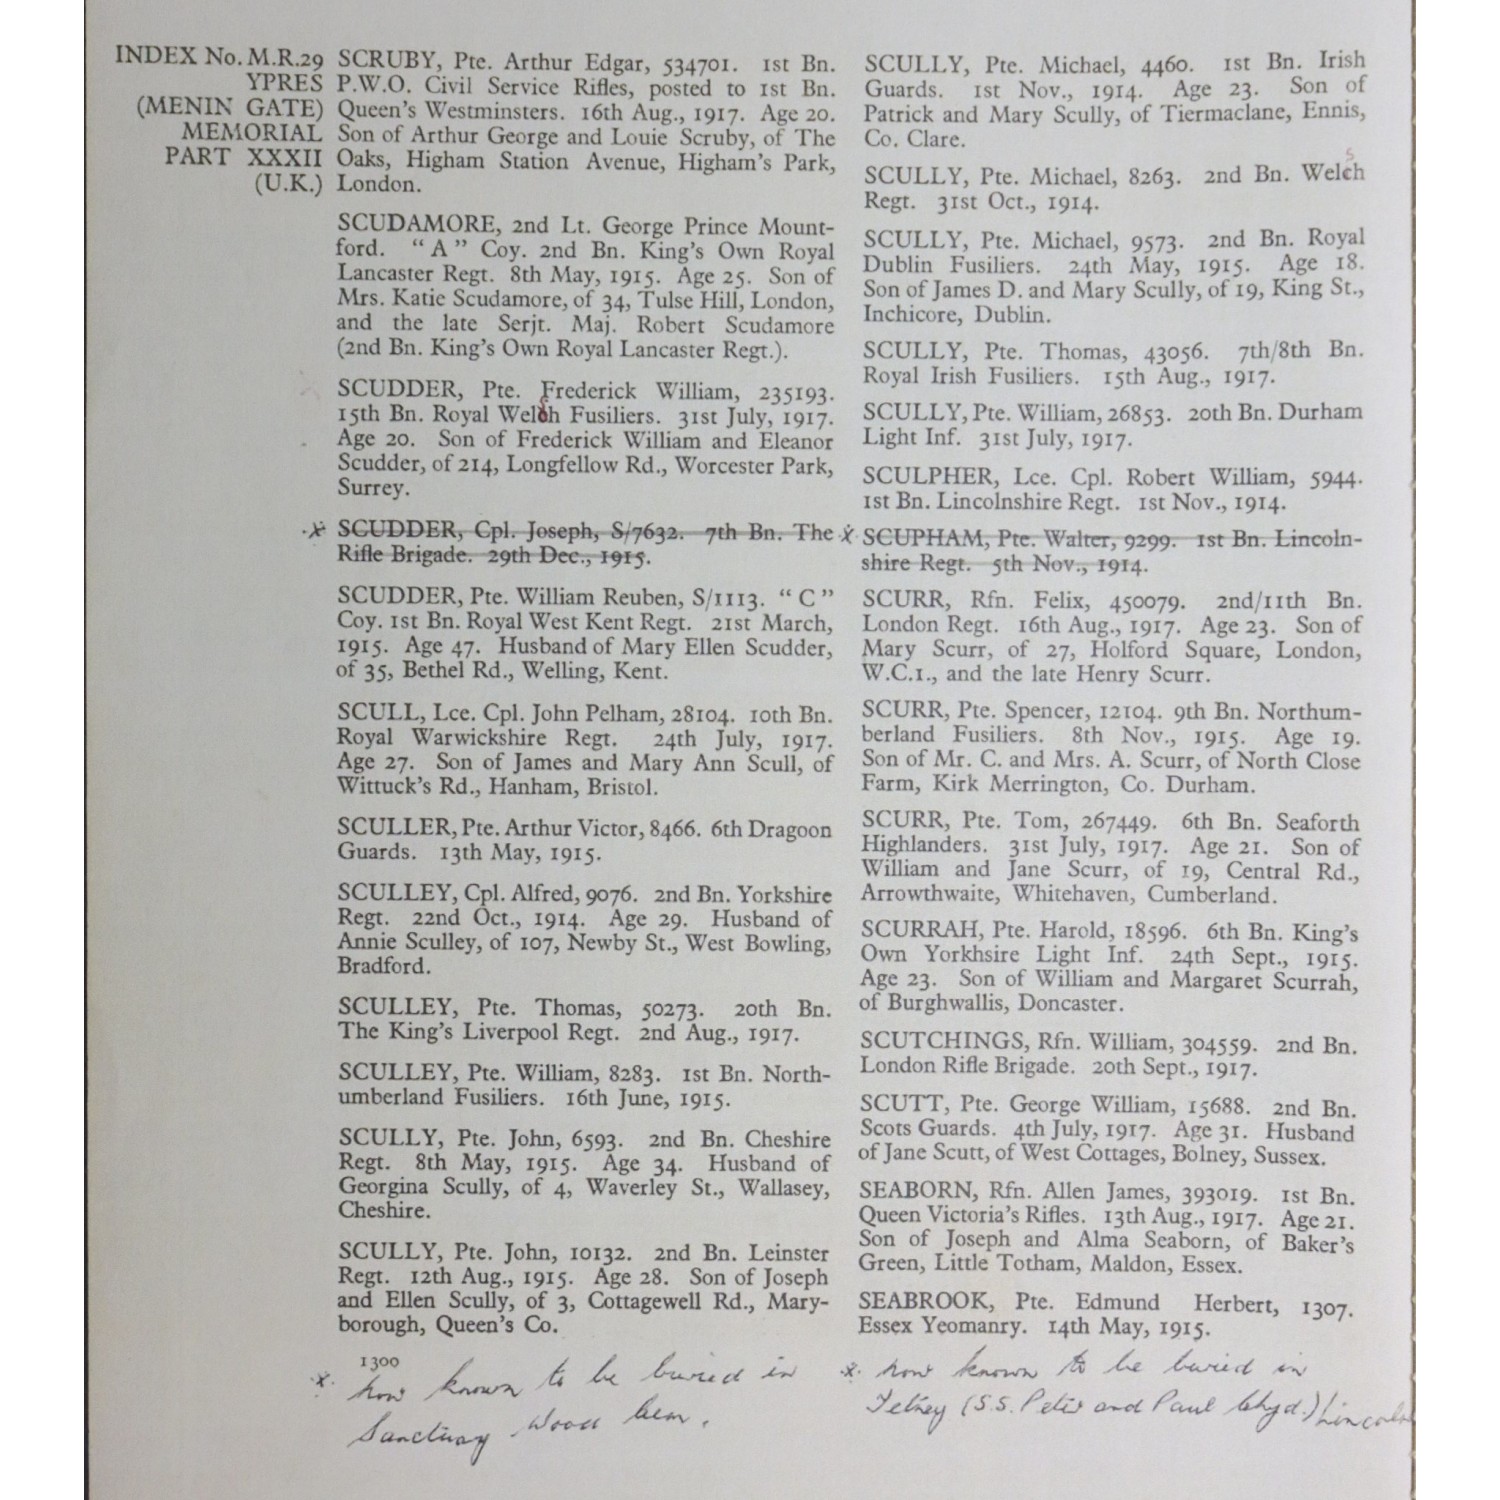 INDEX No. M.R.29
YPRES
(MENIN GATE)
MEMORIAL
PART XXXII
(U.K.)
SCRUBY, Pte. Arthur Edgar, 534701. 1st Bn.
P.W.O. Civil Service Rifles, posted to 1st Bn.
Queen's Westminsters. 16th Aug., 1917. Age 20.
Son of Arthur George and Louie Scruby, of The
Oaks, Higham Station Avenue, Higham's Park,
London.
SCUDAMORE, 2nd Lt. George Prince Mount-
ford. "A" Coy. 2nd Bn. King's Own Royal
Lancaster Regt. 8th May, 1915. Age 25. Son of
Mrs. Katie Scudamore, of 34, Tulse Hill, London,
and the late Serjt. Maj. Robert Scudamore
(2nd Bn. King's Own Royal Lancaster Regt.).
SCUDDER, Pte. Frederick William, 235193.
15th Bn. Royal Welch Fusiliers. 31st July, 1917.
Age 20. Son of Frederick William and Eleanor
Scudder, of 214, Longfellow Rd., Worcester Park,
Surrey.
SCUDDER, Cpl. Joseph, S/7632. 7th Bn. The
Rifle Brigade. 29th Dec., 1915.
SCUDDER, Pte. William Reuben, S/1113. "C"
Coy. 1st Bn. Royal West Kent Regt. 21st March,
1915. Age 47. Husband of Mary Ellen Scudder,
of 35, Bethel Rd., Welling, Kent.
SCULL, Lce. Cpl. John Pelham, 28104. 10th Bn.
Royal Warwickshire Regt. 24th July, 1917.
Age 27. Son of James and Mary Ann Scull, of
Wittuck's Rd., Hanham, Bristol.
SCULLER, Pte. Arthur Victor, 8466. 6th Dragoon
Guards. 13th May, 1915.
SCULLEY, Cpl. Alfred, 9076. 2nd Bn. Yorkshire
Regt. 22nd Oct., 1914. Age 29. Husband of
Annie Sculley, of 107, Newby St., West Bowling,
Bradford.
SCULLEY, Pte. Thomas, 50273. 20th Bn.
The King's Liverpool Regt. 2nd Aug., 1917.
SCULLEY, Pte. William, 8283. 1st Bn. North-
umberland Fusiliers. 16th June, 1915.
SCULLY, Pte. John, 6593. 2nd Bn. Cheshire
Regt. 8th May, 1915. Age 34. Husband of
Georgina Scully, of 4, Waverley St., Wallasey,
Cheshire.
SCULLY, Pte. John, 10132. 2nd Bn. Leinster
Regt. 12th Aug., 1915. Age 28. Son of Joseph
and Ellen Scully, of 3, Cottagewell Rd., Mary-
borough, Queen's Co.
1300
x now known to be buried in
Sanctuary Wood Cem.
SCULLY, Pte. Michael, 4460. 1st Bn. Irish
Guards. 1st Nov., 1914. Age 23. Son of
Patrick and Mary Scully, of Tiermaclane, Ennis,
Co. Clare.
s
SCULLY, Pte. Michael, 8263. 2nd Bn. Welch
Regt. 31st Oct., 1914.
SCULLY, Pte. Michael, 9573. 2nd Bn. Royal
Dublin Fusiliers. 24th May, 1915. Age 18.
Son of James D. and Mary Scully, of 19, King St.,
Inchicore, Dublin.
SCULLY, Pte. Thomas, 43056. 7th/8th Bn.
Royal Irish Fusiliers. 15th Aug., 1917.
SCULLY, Pte. William, 26853. 20th Bn. Durham
Light Inf. 31st July, 1917.
SCULPHER, Lce. Cpl. Robert William, 5944.
1st Bn. Lincolnshire Regt. 1st Nov., 1914.
x SCUPHAM, Pte. Walter, 9299. 1st Bn. Lincoln-
shire Regt. 5th Nov., 1914.
SCURR, Rfn. Felix, 450079. 2nd/11th Bn.
London Regt. 16th Aug., 1917. Age 23. Son of
Mary Scurr, of 27, Holford Square, London,
W.C.1., and the late Henry Scurr.
SCURR, Pte. Spencer, 12104. 9th Bn. Northum-
berland Fusiliers. 8th Nov., 1915. Age 19.
Son of Mr. C. and Mrs. A. Scurr, of North Close
Farm, Kirk Merrington, Co. Durham.
SCURR, Pte. Tom, 267449. 6th Bn. Seaforth
Highlanders. 31st July, 1917. Age 21. Son of
William and Jane Scurr, of 19, Central Rd.,
Arrowthwaite, Whitehaven, Cumberland.
SCURRAH, Pte. Harold, 18596. 6th Bn. King's
Own Yorkhsire Light Inf. 24th Sept., 1915.
Age 23. Son of William and Margaret Scurrah,
of Burghwallis, Doncaster.
SCUTCHINGS, Rfn. William, 304559. 2nd Bn.
London Rifle Brigade. 20th Sept., 1917.
SCUTT, Pte. George William, 15688. 2nd Bn.
Scots Guards. 4th July, 1917. Age 31. Husband
of Jane Scutt, of West Cottages, Bolney, Sussex.
SEABORN, Rfn. Allen James, 393019. 1st Bn.
Queen Victoria's Rifles. 13th Aug., 1917. Age 21.
Son of Joseph and Alma Seaborn, of Baker's
Green, Little Totham, Maldon, Essex.
SEABROOK, Pte. Edmund Herbert, 1307.
Essex Yeomanry. 14th May, 1915.
x now known to be buried in
Tetney (S.S. Peter and Paul Chyd.)